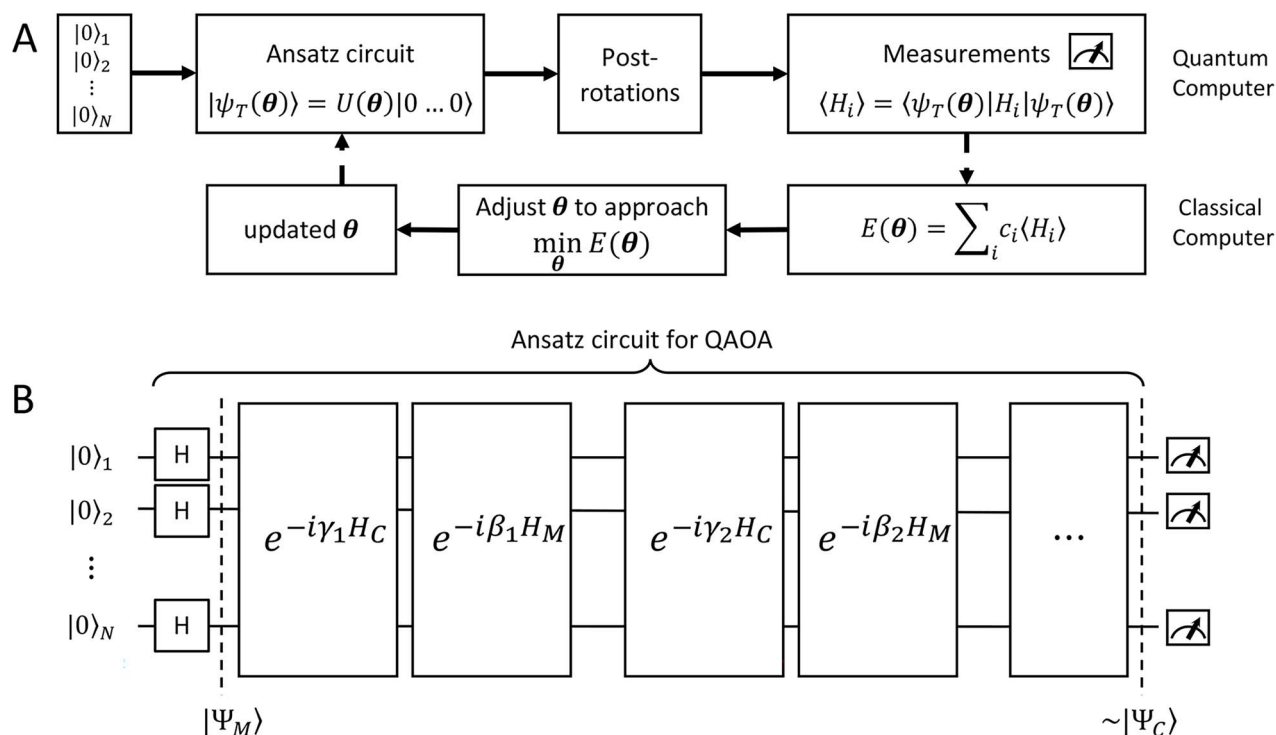 A
|0⟩₁
|0⟩₂
⋮
|0⟩_N
Ansatz circuit
|ψ_T(θ)⟩ = U(θ)|0 … 0⟩
Post-
rotations
Measurements
⟨H_i⟩ = ⟨ψ_T(θ)|H_i|ψ_T(θ)⟩
Quantum
Computer
updated θ
Adjust θ to approach
min_θ E(θ)
E(θ) = ∑_i c_i⟨H_i⟩
Classical
Computer
Ansatz circuit for QAOA
B
|0⟩₁
H
|0⟩₂
H
⋮
|0⟩_N
H
e^{-iγ₁H_C}
e^{-iβ₁H_M}
e^{-iγ₂H_C}
e^{-iβ₂H_M}
…
|Ψ_M⟩
~|Ψ_C⟩